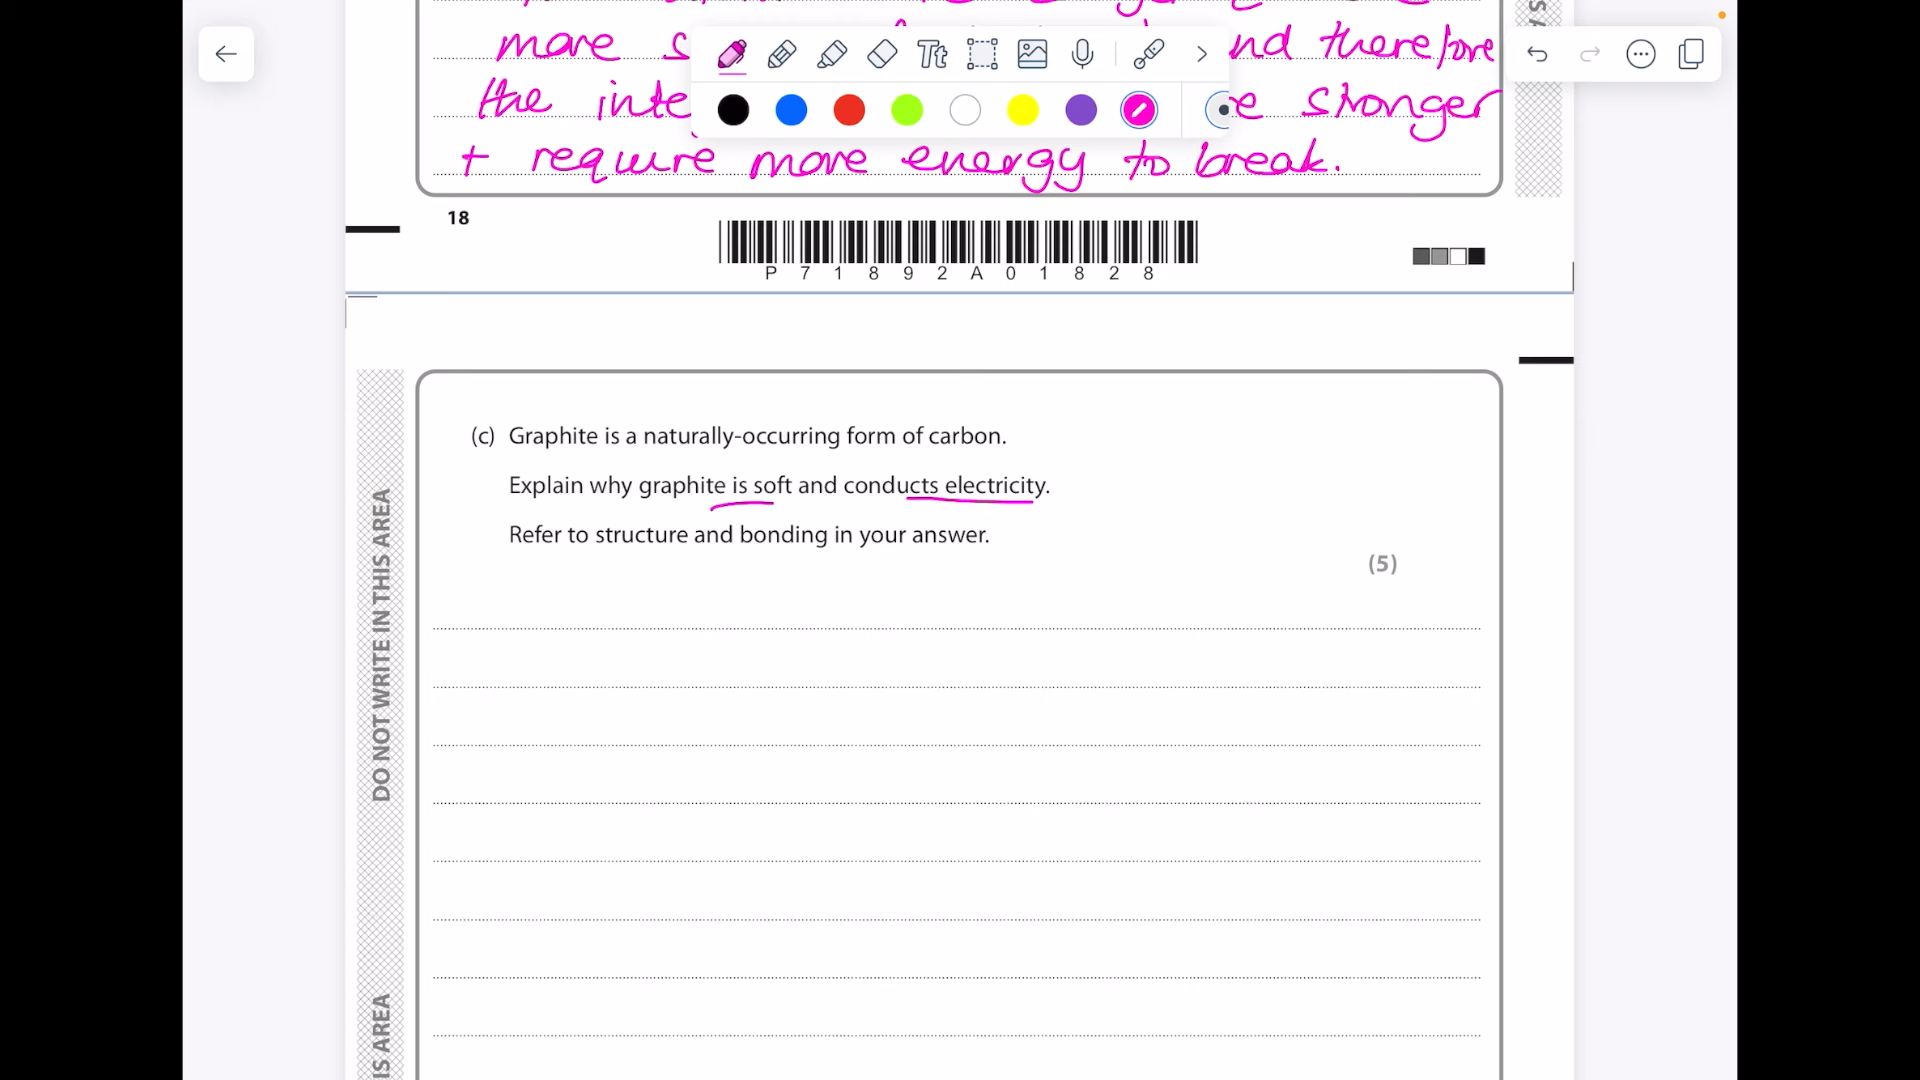 more s nd therefore
the inte e stronger
+ require more energy to break.
Tt
18
P 7 1 8 9 2 A 0 1 8 2 8
(c) Graphite is a naturally-occurring form of carbon.
Explain why graphite is soft and conducts electricity.
Refer to structure and bonding in your answer.
(5)
DO NOT WRITE IN THIS AREA
IS AREA